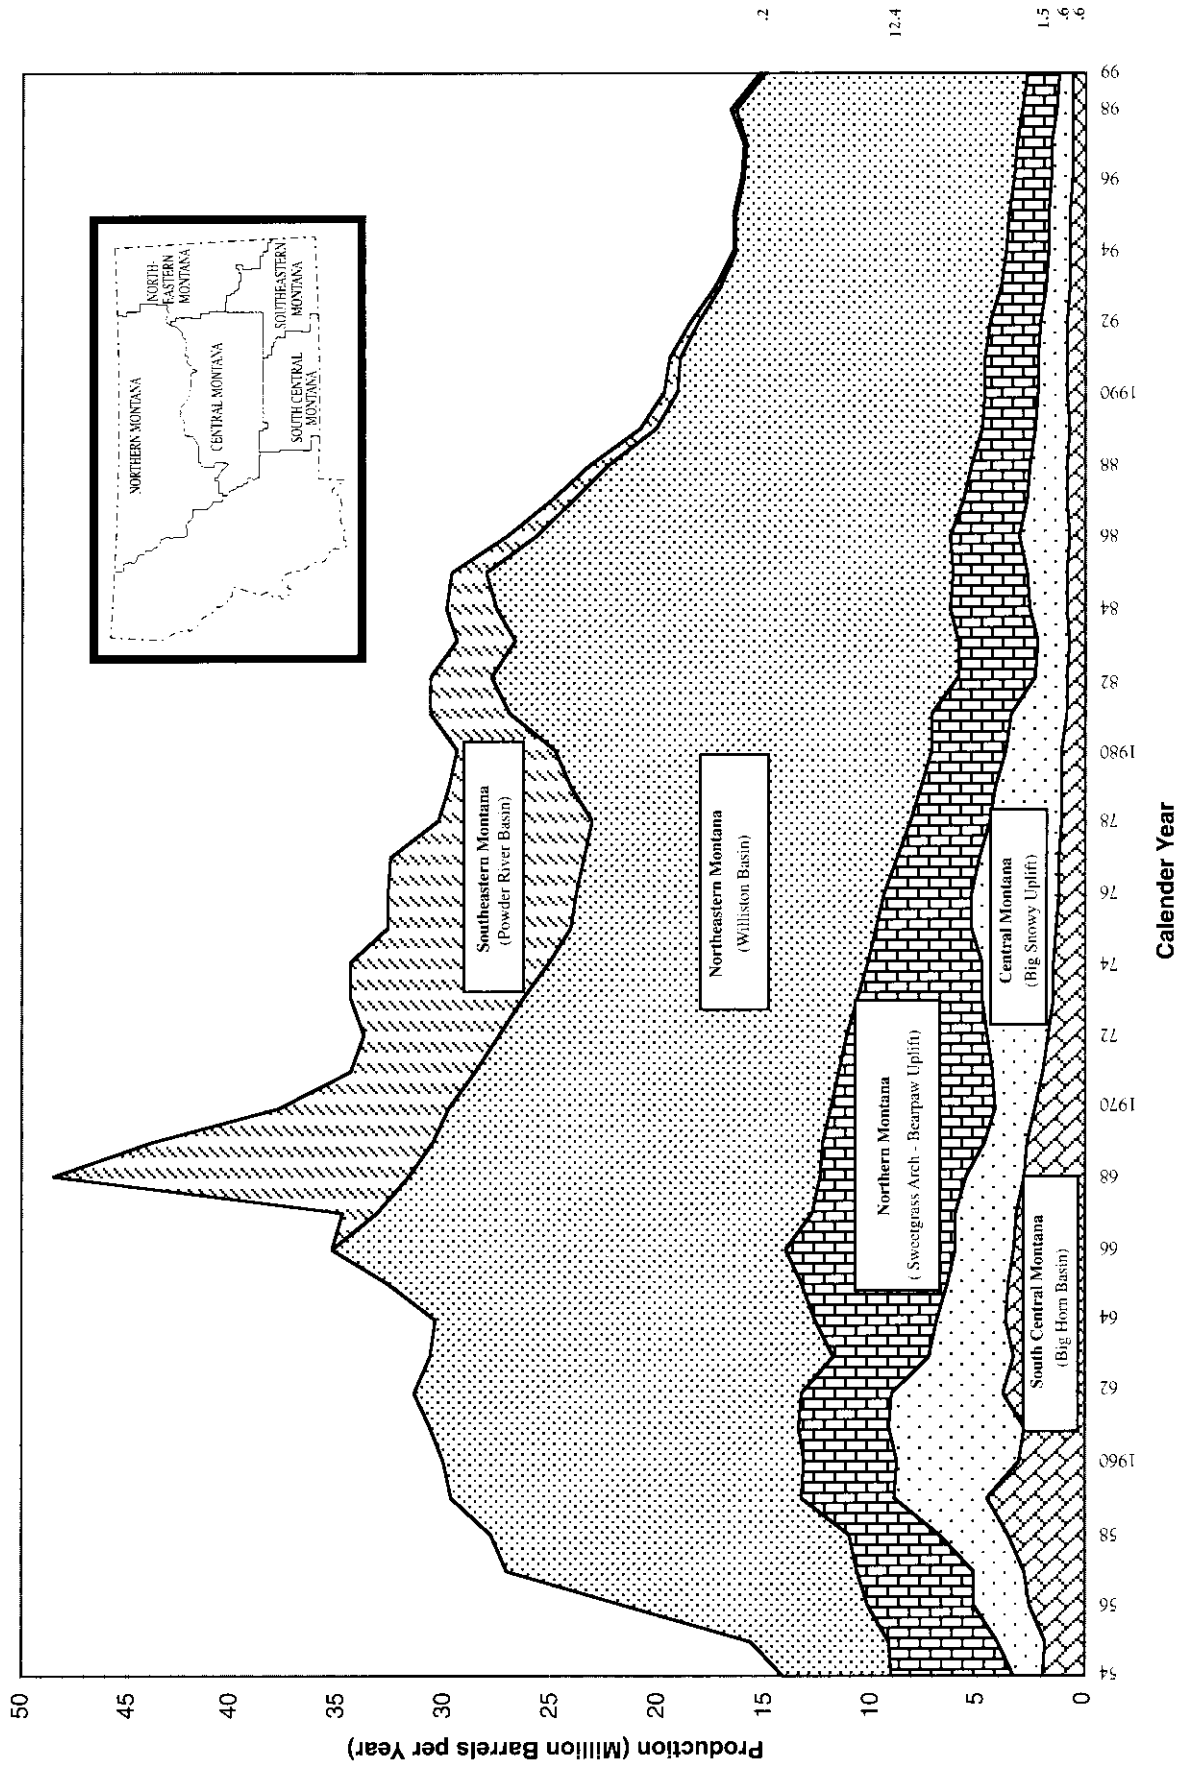 50
45
40
35
30
25
20
15
10
5
0
Production (Million Barrels per Year)
NORTHERN MONTANA
NORTH-
EASTERN
MONTANA
CENTRAL MONTANA
SOUTH CENTRAL
MONTANA
SOUTHEASTERN
MONTANA
Southeastern Montana
(Powder River Basin)
Northeastern Montana
(Williston Basin)
Northern Montana
( Sweetgrass Arch - Bearpaw Uplift)
Central Montana
(Big Snowy Uplift)
South Central Montana
(Big Horn Basin)
.2
12.4
1.5
.6
.6
54
56
58
1960
62
64
66
68
1970
72
74
76
78
1980
82
84
86
88
1990
92
94
96
98
99
Calender Year